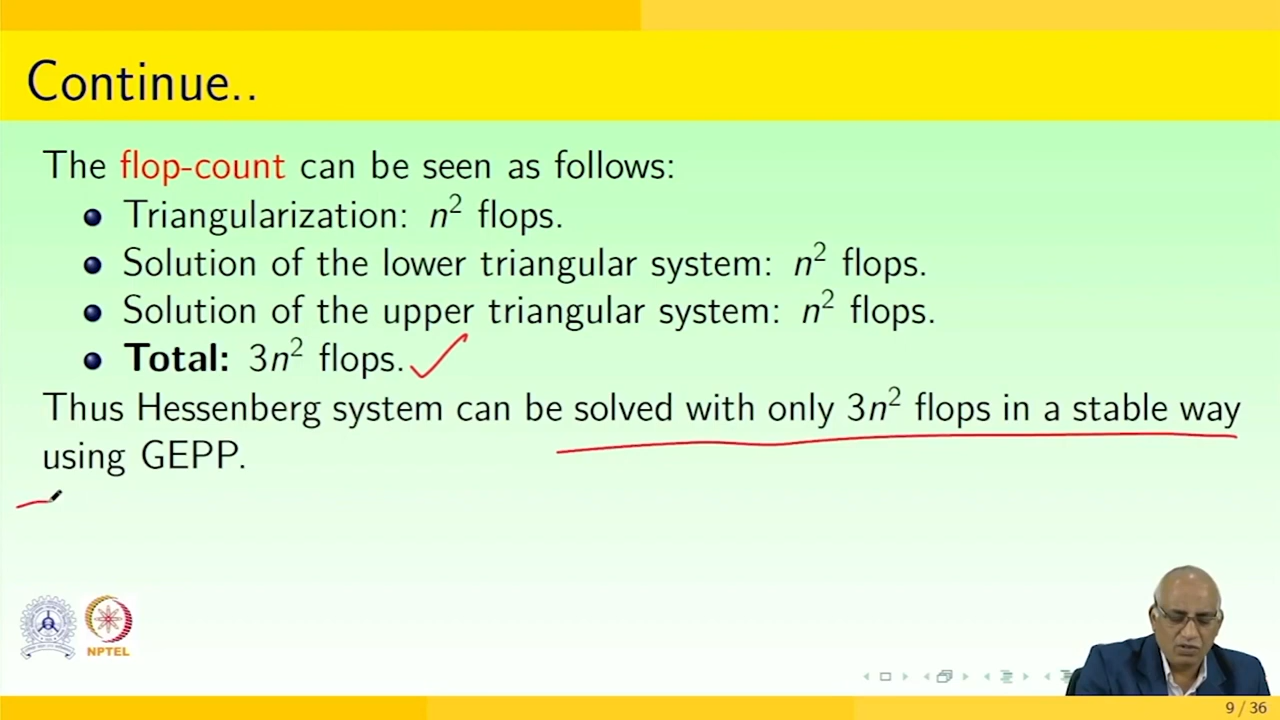 Continue..
The flop-count can be seen as follows:
• Triangularization: n² flops.
• Solution of the lower triangular system: n² flops.
• Solution of the upper triangular system: n² flops.
• Total: 3n² flops.
Thus Hessenberg system can be solved with only 3n² flops in a stable way
using GEPP.
NPTEL
9 / 36